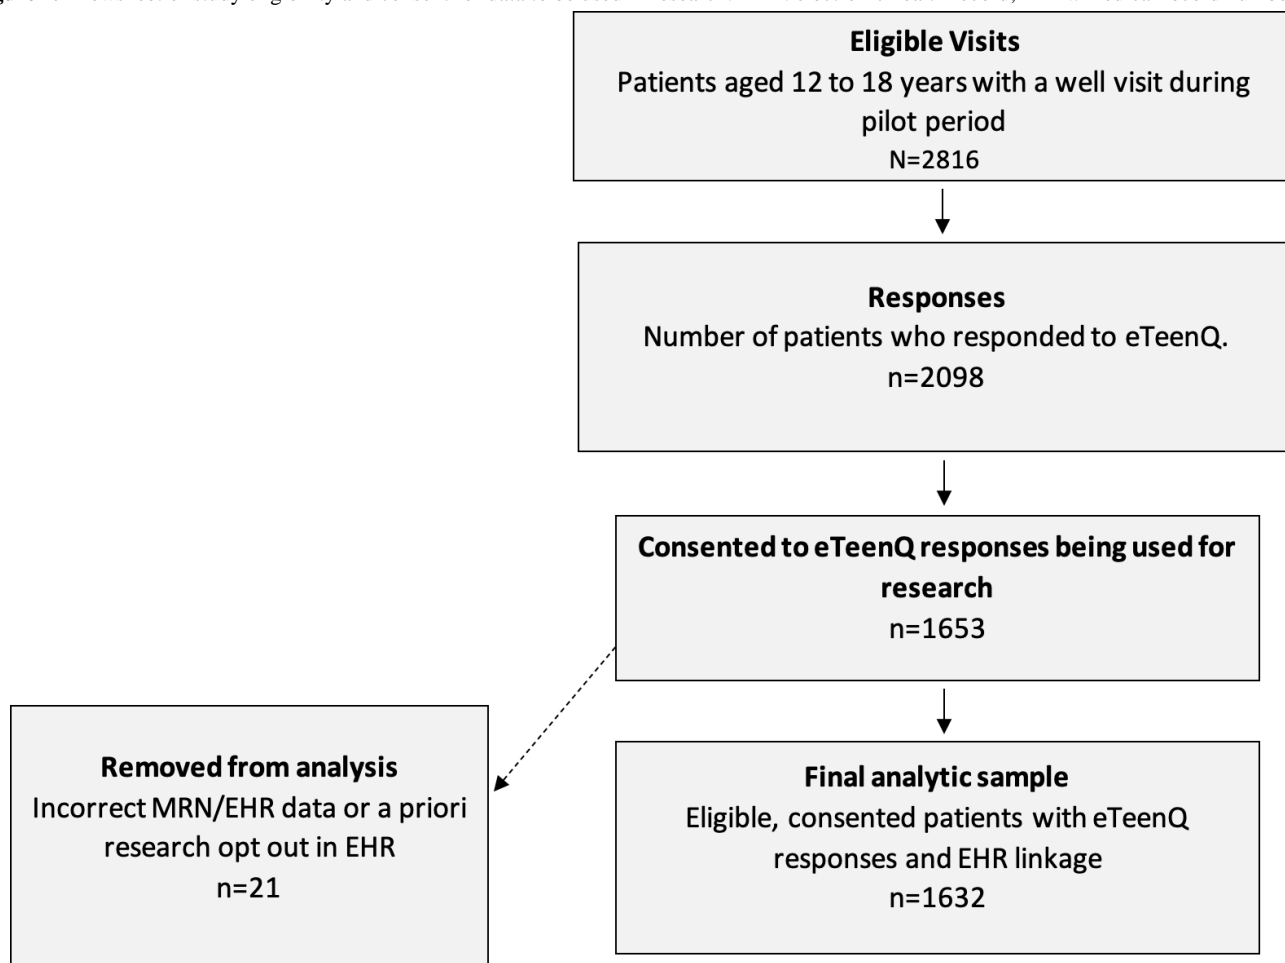 Eligible Visits
Patients aged 12 to 18 years with a well visit during
pilot period
N=2816
Responses
Number of patients who responded to eTeenQ.
n=2098
Consented to eTeenQ responses being used for
research
n=1653
Removed from analysis
Incorrect MRN/EHR data or a priori
research opt out in EHR
n=21
Final analytic sample
Eligible, consented patients with eTeenQ
responses and EHR linkage
n=1632